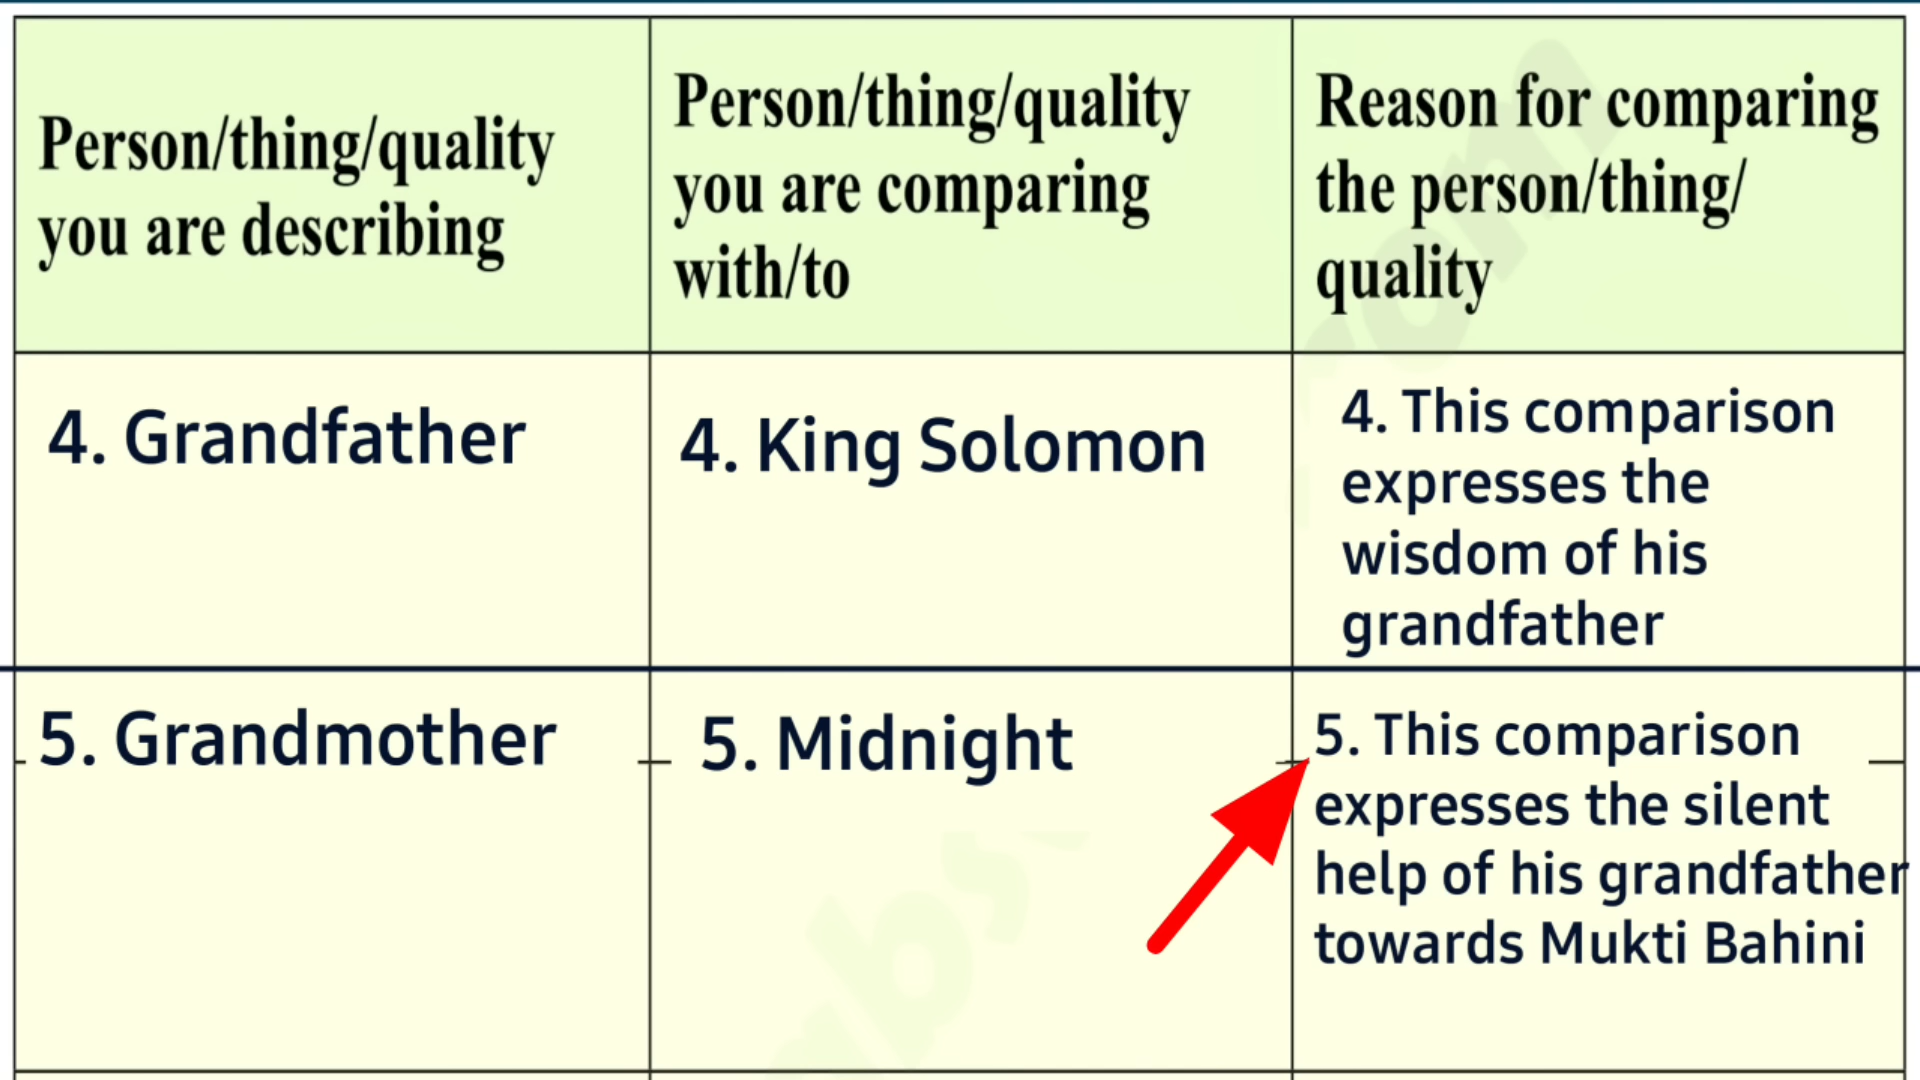 Person/thing/quality
you are describing
Person/thing/quality
you are comparing
with/to
Reason for comparing
the person/thing/
quality
4. Grandfather
4. King Solomon
4. This comparison
expresses the
wisdom of his
grandfather
5. Grandmother
5. Midnight
5. This comparison
expresses the silent
help of his grandfather
towards Mukti Bahini